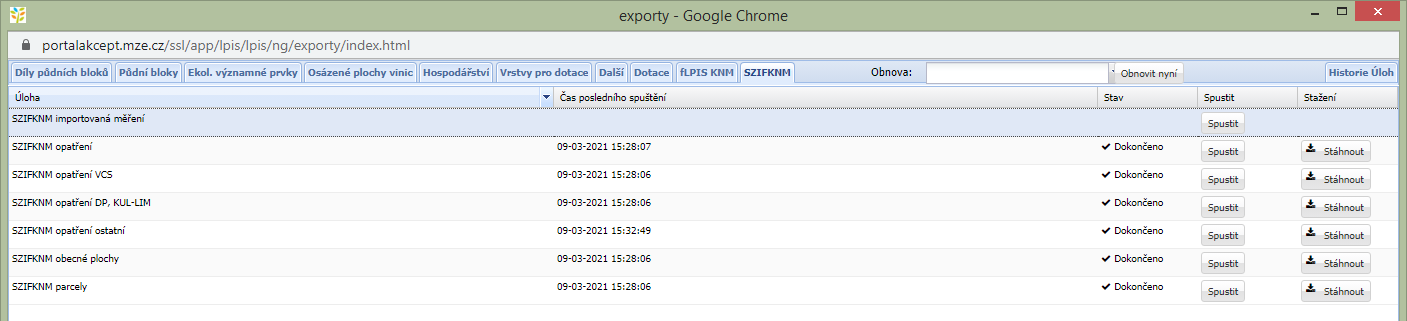 exporty - Google Chrome
portalakcept.mze.cz/ssl/app/lpis/lpis/ng/exporty/index.html
Díly půdních bloků Půdní bloky Ekol. významné prvky Osázené plochy vinic Hospodářství Vrstvy pro dotace Další Dotace fLPIS KNM SZIFKNM Obnova: Obnovit nyní Historie Úloh
Úloha Čas posledního spuštění Stav Spustit Stažení
SZIFKNM importovaná měření Spustit
SZIFKNM opatření 09-03-2021 15:28:07 Dokončeno Spustit Stáhnout
SZIFKNM opatření VCS 09-03-2021 15:28:06 Dokončeno Spustit Stáhnout
SZIFKNM opatření DP, KUL-LIM 09-03-2021 15:28:06 Dokončeno Spustit Stáhnout
SZIFKNM opatření ostatní 09-03-2021 15:32:49 Dokončeno Spustit Stáhnout
SZIFKNM obecné plochy 09-03-2021 15:28:06 Dokončeno Spustit Stáhnout
SZIFKNM parcely 09-03-2021 15:28:06 Dokončeno Spustit Stáhnout